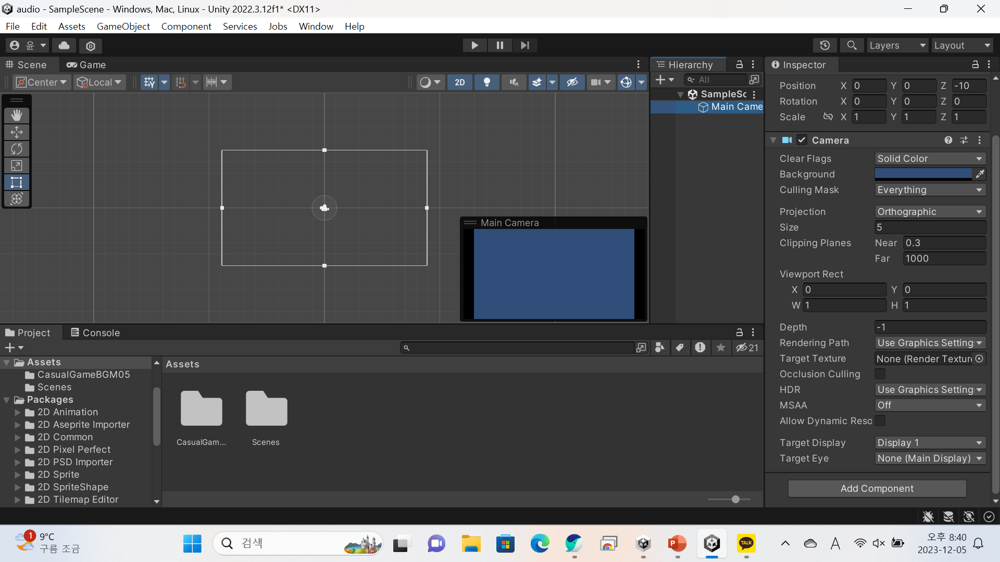 audio - SampleScene - Windows, Mac, Linux - Unity 2022.3.12f1* <DX11>
File Edit Assets GameObject Component Services Jobs Window Help
윤
Layers
Layout
Scene
Game
Center
Local
2D
Main Camera
Hierarchy
All
SampleSc
Main Came
Inspector
Position X 0 Y 0 Z -10
Rotation X 0 Y 0 Z 0
Scale X 1 Y 1 Z 1
Camera
Clear Flags Solid Color
Background
Culling Mask Everything
Projection Orthographic
Size 5
Clipping Planes Near 0.3
Far 1000
Viewport Rect
X 0 Y 0
W 1 H 1
Depth -1
Rendering Path Use Graphics Setting
Target Texture None (Render Texture
Occlusion Culling
HDR Use Graphics Setting
MSAA Off
Allow Dynamic Reso
Target Display Display 1
Target Eye None (Main Display)
Add Component
Project
Console
21
Assets
CasualGameBGM05
Scenes
Packages
2D Animation
2D Aseprite Importer
2D Common
2D Pixel Perfect
2D PSD Importer
2D Sprite
2D SpriteShape
2D Tilemap Editor
Assets
CasualGam...
Scenes
1
9°C
구름 조금
검색
P
TALK
A
오후 8:40
2023-12-05